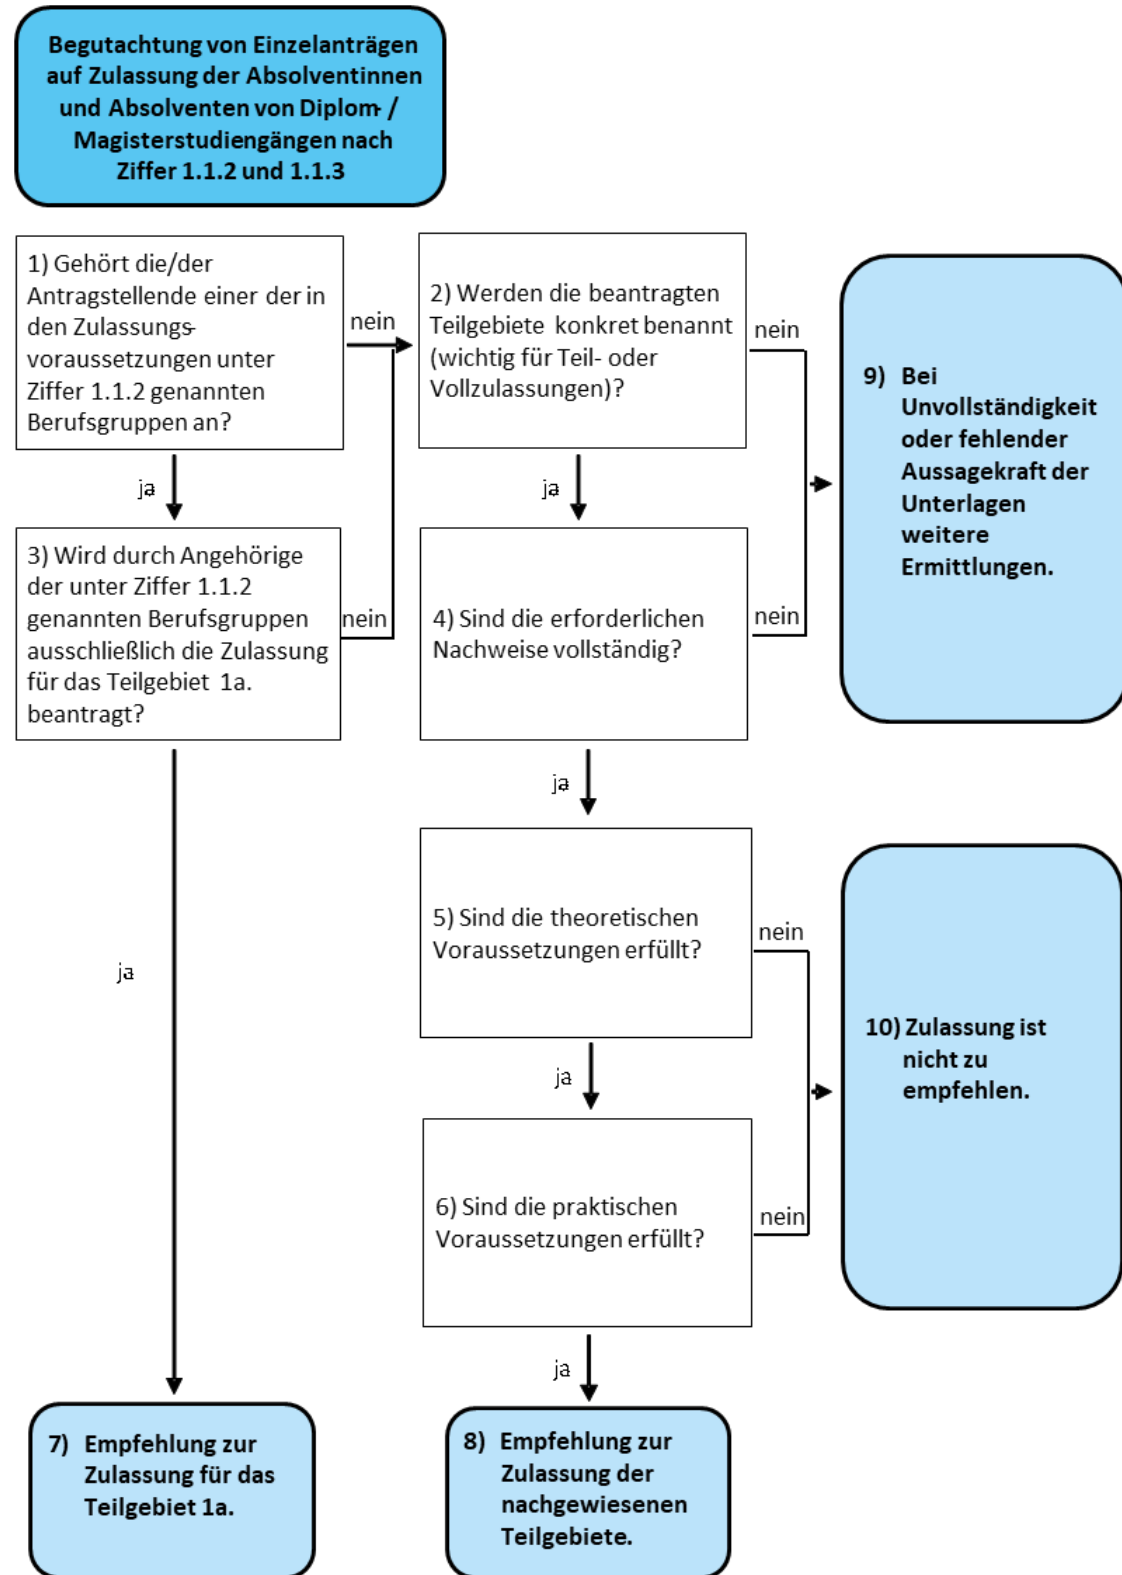 Begutachtung von Einzelanträgen
auf Zulassung der Absolventinnen
und Absolventen von Diplom- /
Magisterstudiengängen nach
Ziffer 1.1.2 und 1.1.3
1) Gehört die/der
Antragstellende einer der in
den Zulassungs-
voraussetzungen unter
Ziffer 1.1.2 genannten
Berufsgruppen an?
nein
2) Werden die beantragten
Teilgebiete konkret benannt
(wichtig für Teil- oder
Vollzulassungen)?
nein
9) Bei
Unvollständigkeit
oder fehlender
Aussagekraft der
Unterlagen
weitere
Ermittlungen.
ja
ja
3) Wird durch Angehörige
der unter Ziffer 1.1.2
genannten Berufsgruppen
ausschließlich die Zulassung
für das Teilgebiet 1a.
beantragt?
nein
4) Sind die erforderlichen
Nachweise vollständig?
nein
ja
5) Sind die theoretischen
Voraussetzungen erfüllt?
nein
ja
10) Zulassung ist
nicht zu
empfehlen.
ja
6) Sind die praktischen
Voraussetzungen erfüllt?
nein
ja
7) Empfehlung zur
Zulassung für das
Teilgebiet 1a.
8) Empfehlung zur
Zulassung der
nachgewiesenen
Teilgebiete.